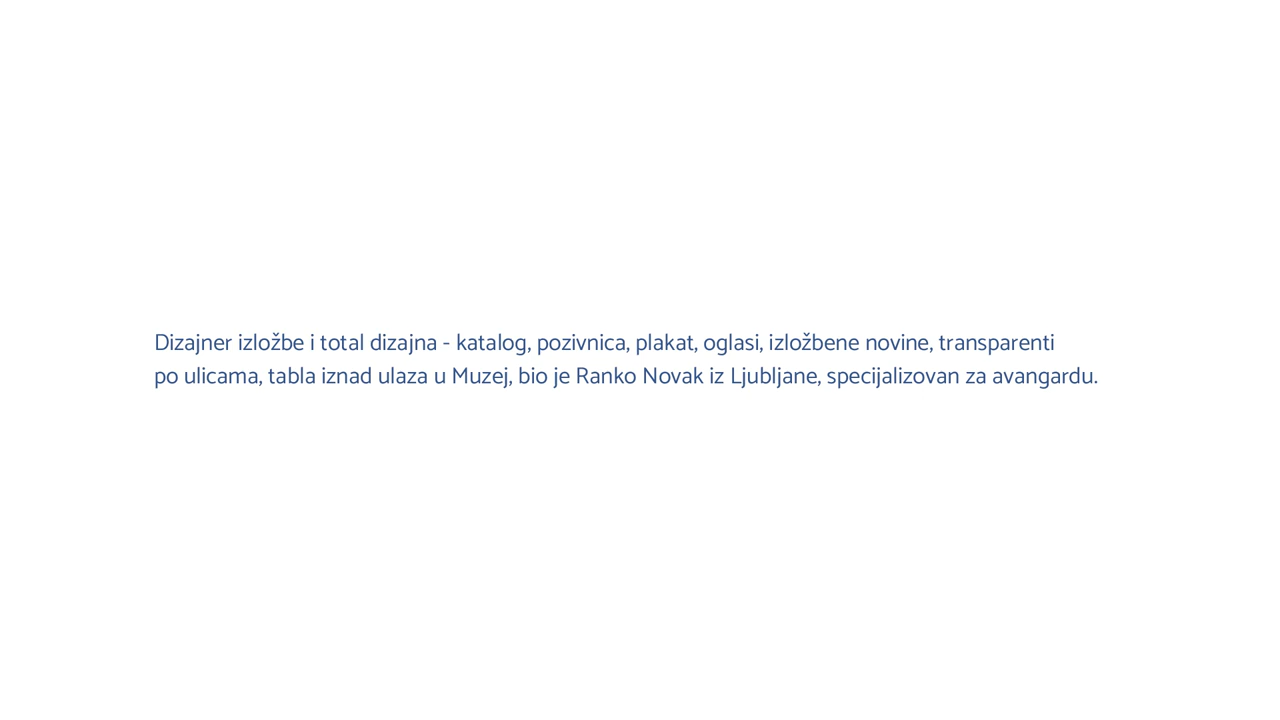 Dizajner izložbe i total dizajna - katalog, pozivnica, plakat, oglasi, izložbene novine, transparenti
po ulicama, tabla iznad ulaza u Muzej, bio je Ranko Novak iz Ljubljane, specijalizovan za avangardu.